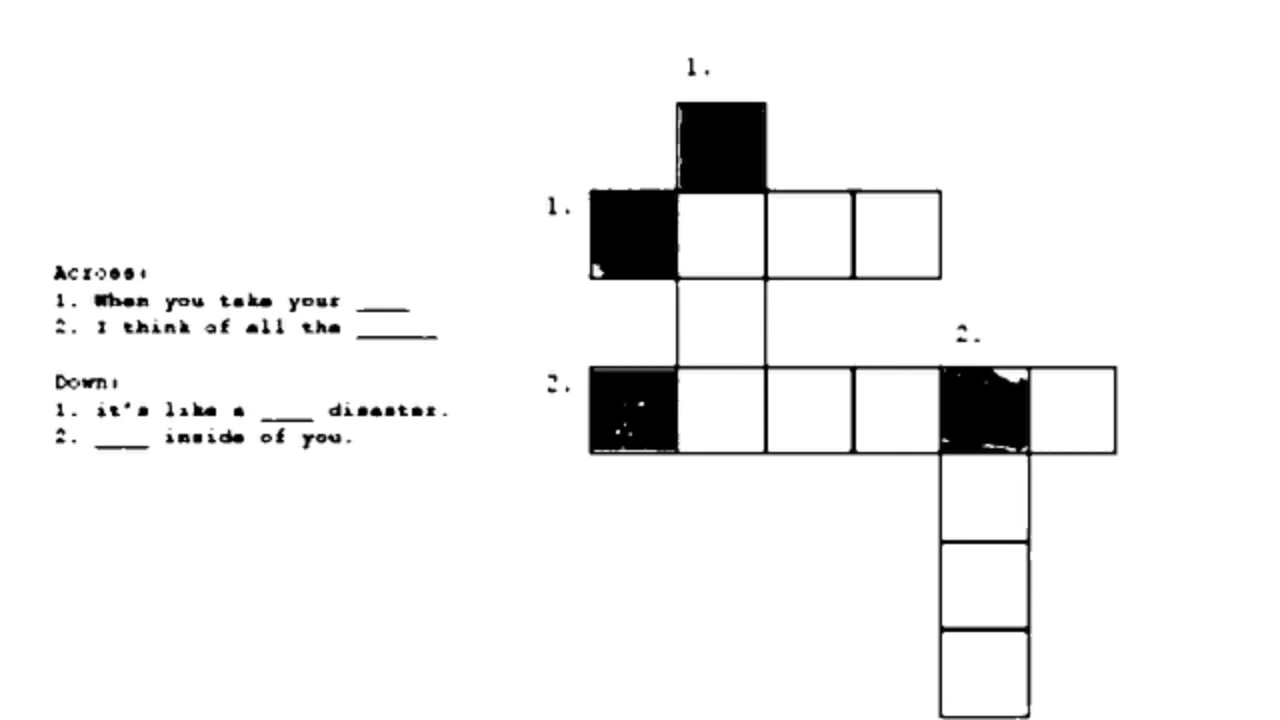 1.
1.
Across:
1. When you take your ____
2. I think of all the ______
2.
2.
Down:
1. it's like a ____ disaster.
2. ____ inside of you.